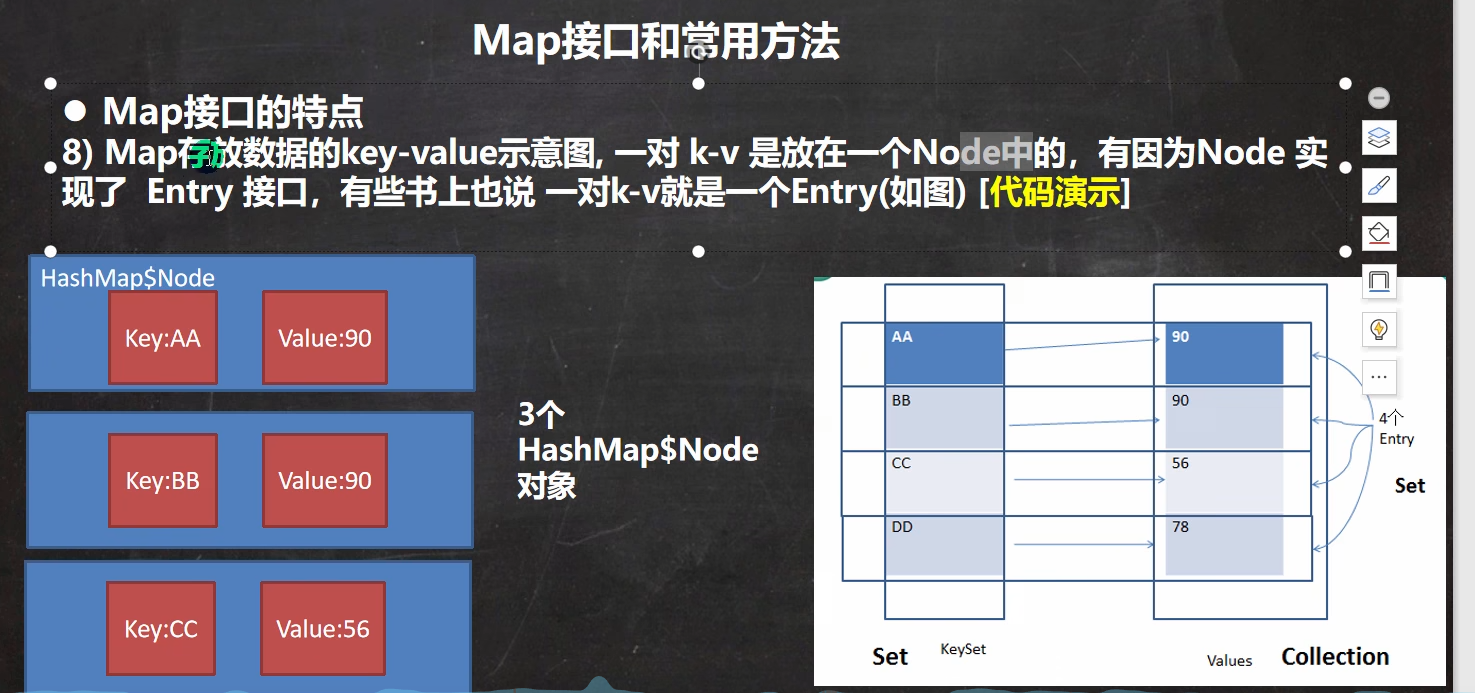 Map接口和常用方法
● Map接口的特点
8) Map存放数据的key-value示意图, 一对 k-v 是放在一个Node中的，有因为Node 实
现了 Entry 接口，有些书上也说 一对k-v就是一个Entry(如图) [代码演示]
HashMap$Node
Key:AA
Value:90
Key:BB
Value:90
Key:CC
Value:56
3个
HashMap$Node
对象
AA
90
BB
90
CC
56
DD
78
4个
Entry
Set
Set
KeySet
Values
Collection